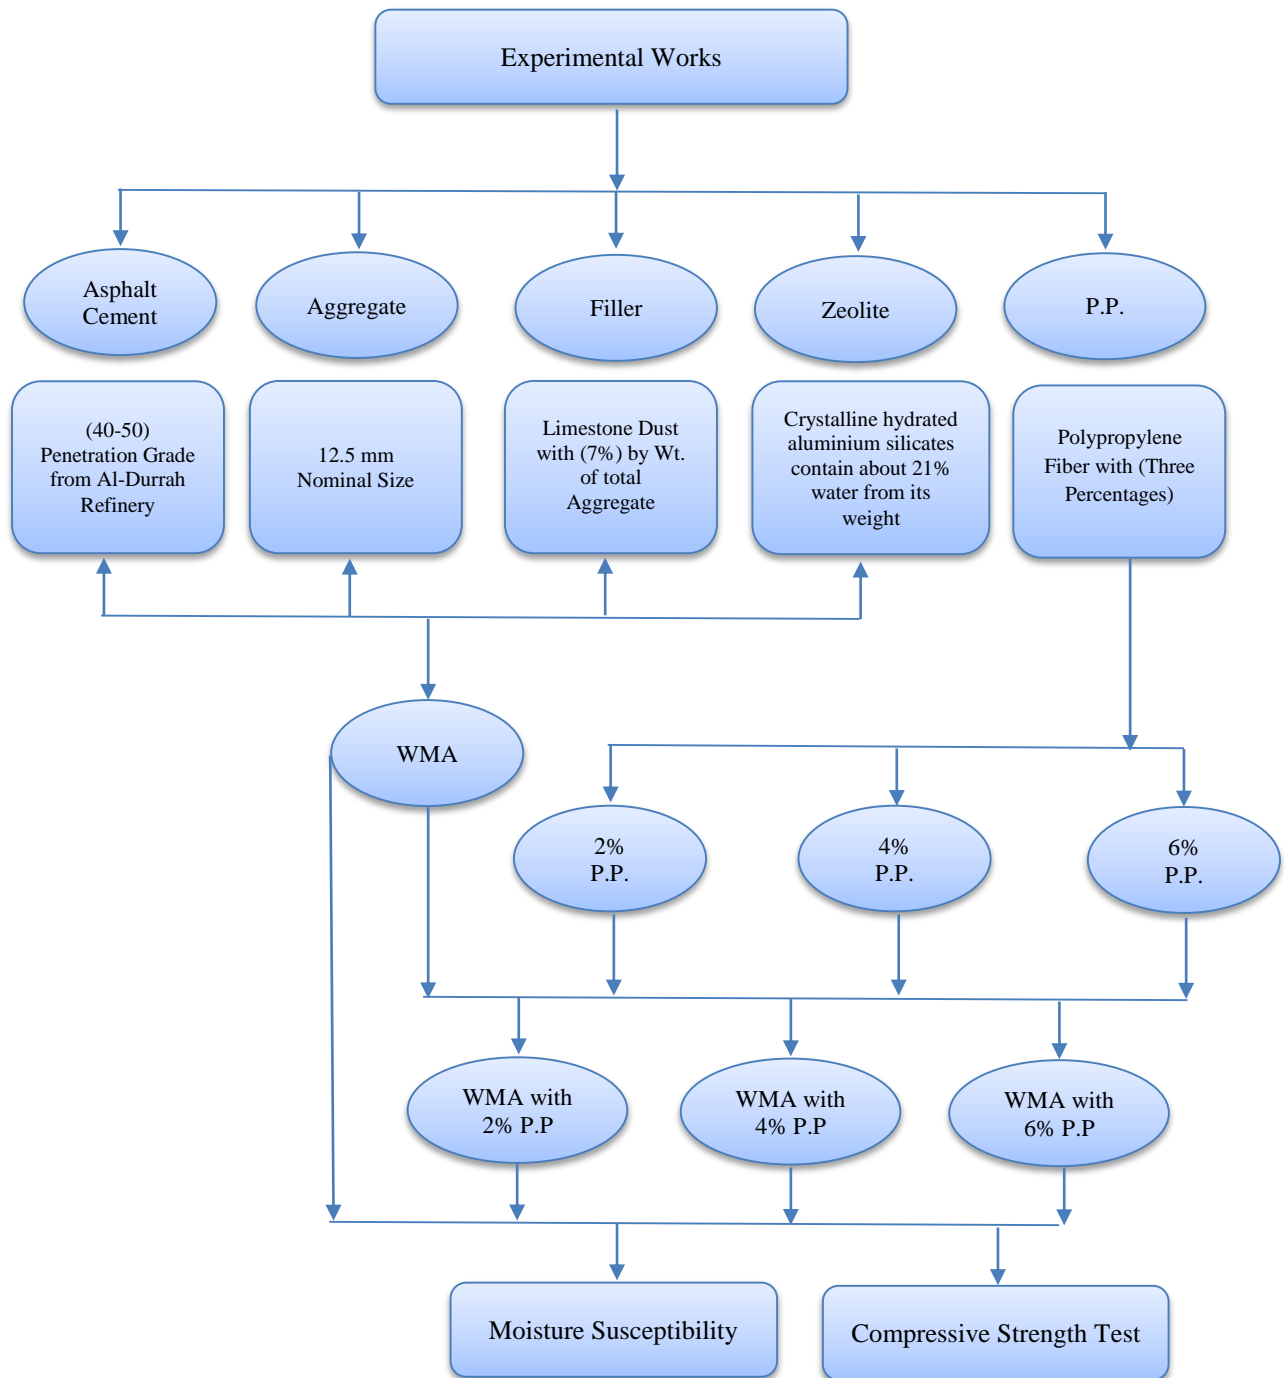 Experimental Works
Asphalt
Cement
Aggregate
Filler
Zeolite
P.P.
(40-50)
Penetration Grade
from Al-Durrah
Refinery
12.5 mm
Nominal Size
Limestone Dust
with (7%) by Wt.
of total
Aggregate
Crystalline hydrated
aluminium silicates
contain about 21%
water from its
weight
Polypropylene
Fiber with (Three
Percentages)
WMA
2%
P.P.
4%
P.P.
6%
P.P.
WMA with
2% P.P
WMA with
4% P.P
WMA with
6% P.P
Moisture Susceptibility
Compressive Strength Test